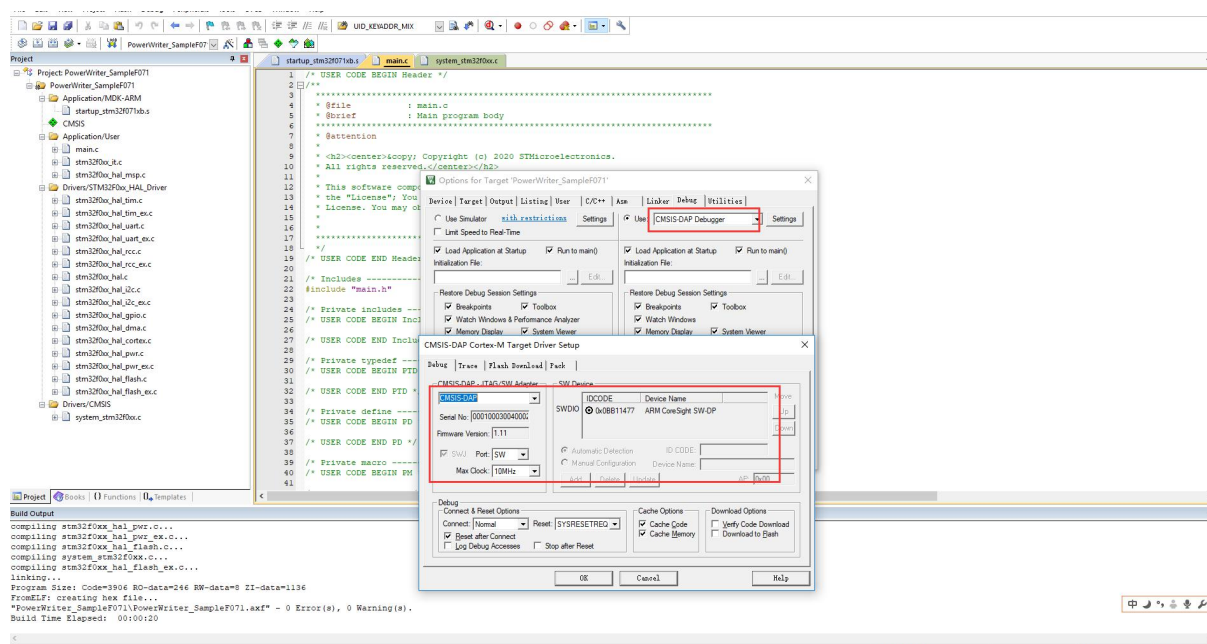 UID_KEYADDR_MIX
PowerWriter_SampleF07
Project
startup_stm32f071xb.s
main.c
system_stm32f0xx.c
Project: PowerWriter_SampleF071
PowerWriter_SampleF071
Application/MDK-ARM
startup_stm32f071xb.s
CMSIS
Application/User
main.c
stm32f0xx_it.c
stm32f0xx_hal_msp.c
Drivers/STM32F0xx_HAL_Driver
stm32f0xx_hal_tim.c
stm32f0xx_hal_tim_ex.c
stm32f0xx_hal_uart.c
stm32f0xx_hal_uart_ex.c
stm32f0xx_hal_rcc.c
stm32f0xx_hal_rcc_ex.c
stm32f0xx_hal.c
stm32f0xx_hal_i2c.c
stm32f0xx_hal_i2c_ex.c
stm32f0xx_hal_gpio.c
stm32f0xx_hal_dma.c
stm32f0xx_hal_cortex.c
stm32f0xx_hal_pwr.c
stm32f0xx_hal_pwr_ex.c
stm32f0xx_hal_flash.c
stm32f0xx_hal_flash_ex.c
Drivers/CMSIS
system_stm32f0xx.c
Project Books {} Functions 0 Templates
1 /* USER CODE BEGIN Header */
2 /**
3 ******************************************************************************
4 * @file : main.c
5 * @brief : Main program body
6 ******************************************************************************
7 * @attention
8 *
9 * <h2><center>&copy; Copyright (c) 2020 STMicroelectronics.
10 * All rights reserved.</center></h2>
11 *
12 * This software compo
13 * the "License"; You
14 * License. You may ob
15 *
16 *
17 ******************
18 */
19 /* USER CODE END Header
20
21 /* Includes -----------
22 #include "main.h"
23
24 /* Private includes ---
25 /* USER CODE BEGIN Incl
26
27 /* USER CODE END Includ
28
29 /* Private typedef ----
30 /* USER CODE BEGIN PTD
31
32 /* USER CODE END PTD *
33
34 /* Private define -----
35 /* USER CODE BEGIN PD
36
37 /* USER CODE END PD */
38
39 /* Private macro ------
40 /* USER CODE BEGIN PM
41
Options for Target 'PowerWriter_SampleF071'
Device Target Output Listing User C/C++ Asm Linker Debug Utilities
Use Simulator with restrictions Settings
Use: CMSIS-DAP Debugger Settings
Limit Speed to Real-Time
Load Application at Startup Run to main()
Load Application at Startup Run to main()
Initialization File:
Initialization File:
... Edit...
... Edit...
Restore Debug Session Settings
Restore Debug Session Settings
Breakpoints Toolbox
Breakpoints Toolbox
Watch Windows & Performance Analyzer
Watch Windows
Memory Display System Viewer
Memory Display System Viewer
CMSIS-DAP Cortex-M Target Driver Setup
Debug Trace Flash Download Pack
CMSIS-DAP - JTAG/SW Adapter
CMSIS-DAP
Serial No: 00010003004000
Firmware Version: 1.11
SWJ Port: SW
Max Clock: 10MHz
SW Device
IDCODE Device Name Move
SWDIO 0x0BB11477 ARM CoreSight SW-DP Up
Down
Automatic Detection ID CODE:
Manual Configuration Device Name:
Add Delete Update AP: 0x00
Debug
Connect & Reset Options
Connect: Normal Reset: SYSRESETREQ
Reset after Connect
Log Debug Accesses Stop after Reset
Cache Options
Cache Code
Cache Memory
Download Options
Verify Code Download
Download to Flash
OK Cancel Help
Build Output
compiling stm32f0xx_hal_pwr.c...
compiling stm32f0xx_hal_pwr_ex.c...
compiling stm32f0xx_hal_flash.c...
compiling system_stm32f0xx.c...
compiling stm32f0xx_hal_flash_ex.c...
linking...
Program Size: Code=3906 RO-data=246 RW-data=8 ZI-data=1136
FromELF: creating hex file...
"PowerWriter_SampleF071\PowerWriter_SampleF071.axf" - 0 Error(s), 0 Warning(s).
Build Time Elapsed: 00:00:20
中